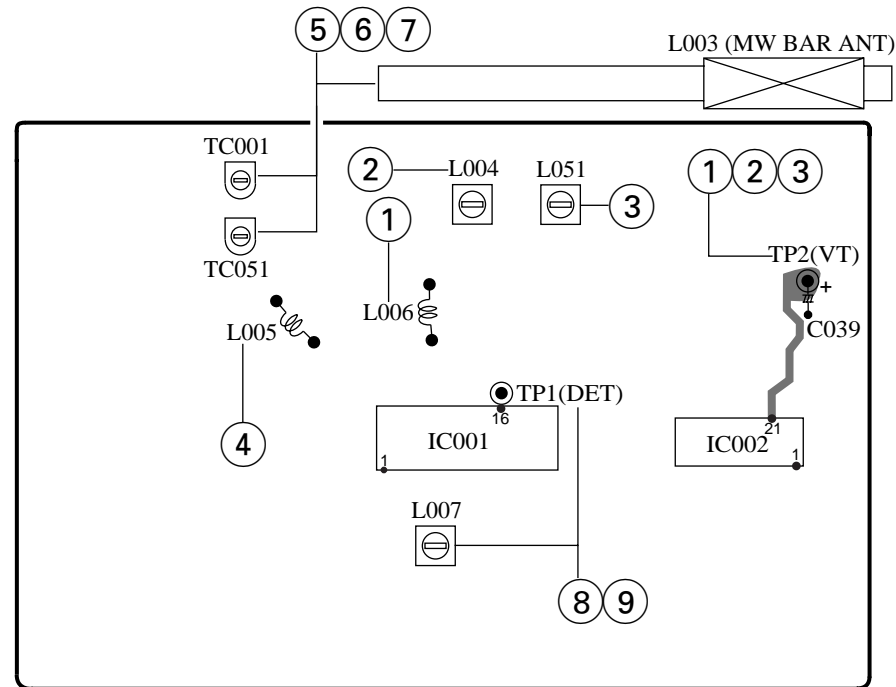 5 6 7
L003 (MW BAR ANT)
TC001
2
L004
L051
1 2 3
1
3
TC051
TP2(VT)
+
L005
L006
C039
TP1(DET)
16
21
4
IC001
IC002
1
1
L007
8 9